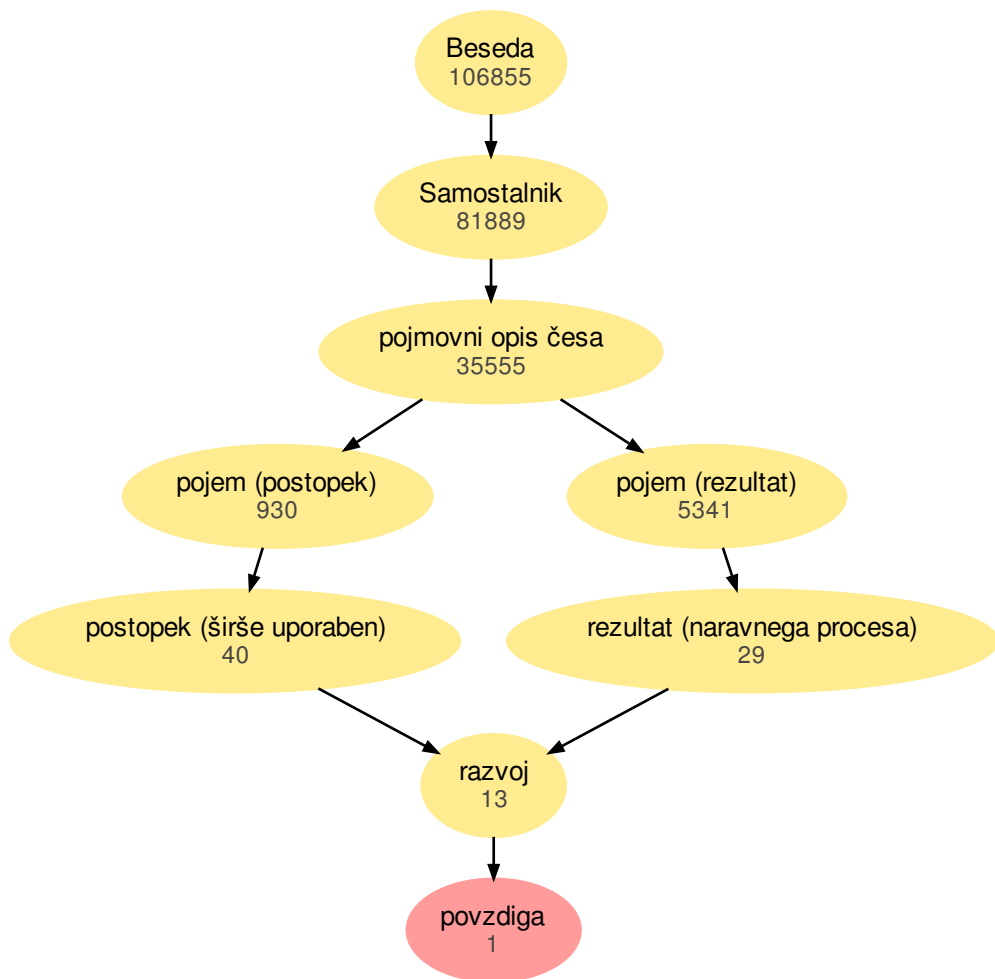 Beseda
106855
Samostalnik
81889
pojmovni opis česa
35555
pojem (postopek)
930
pojem (rezultat)
5341
postopek (širše uporaben)
40
rezultat (naravnega procesa)
29
razvoj
13
povzdiga
1